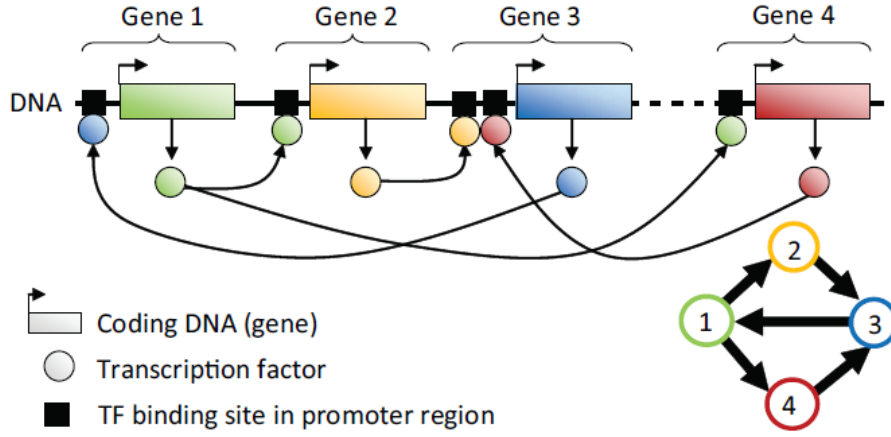 Gene 1 Gene 2 Gene 3 Gene 4
DNA
2
1 3
4
Coding DNA (gene)
Transcription factor
TF binding site in promoter region